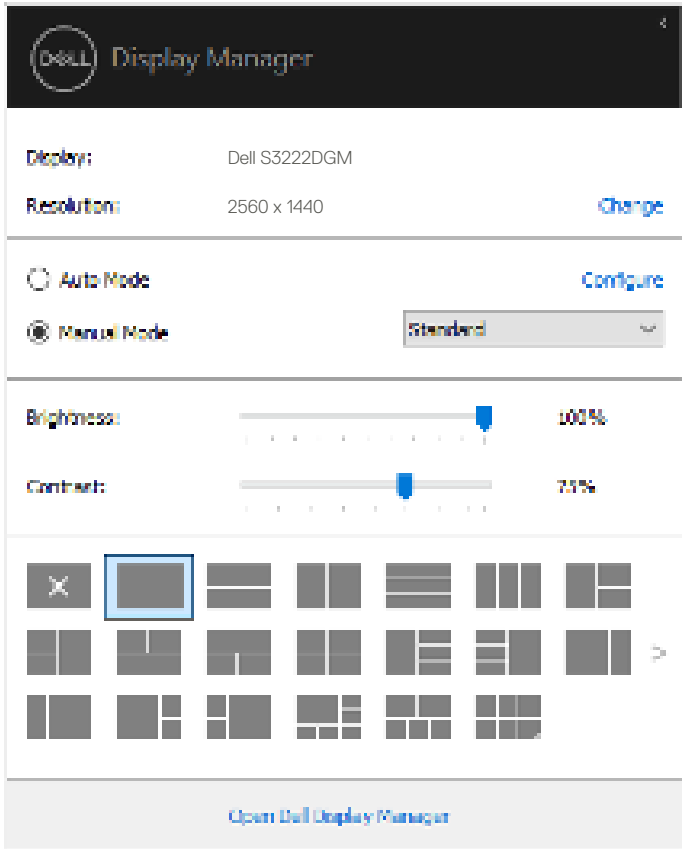 DELL Display Manager
Display: Dell S3222DGM
Resolution: 2560 x 1440 Change
Auto Mode Configure
Manual Mode Standard
Brightness: 100%
Contrast: 75%
Open Dell Display Manager